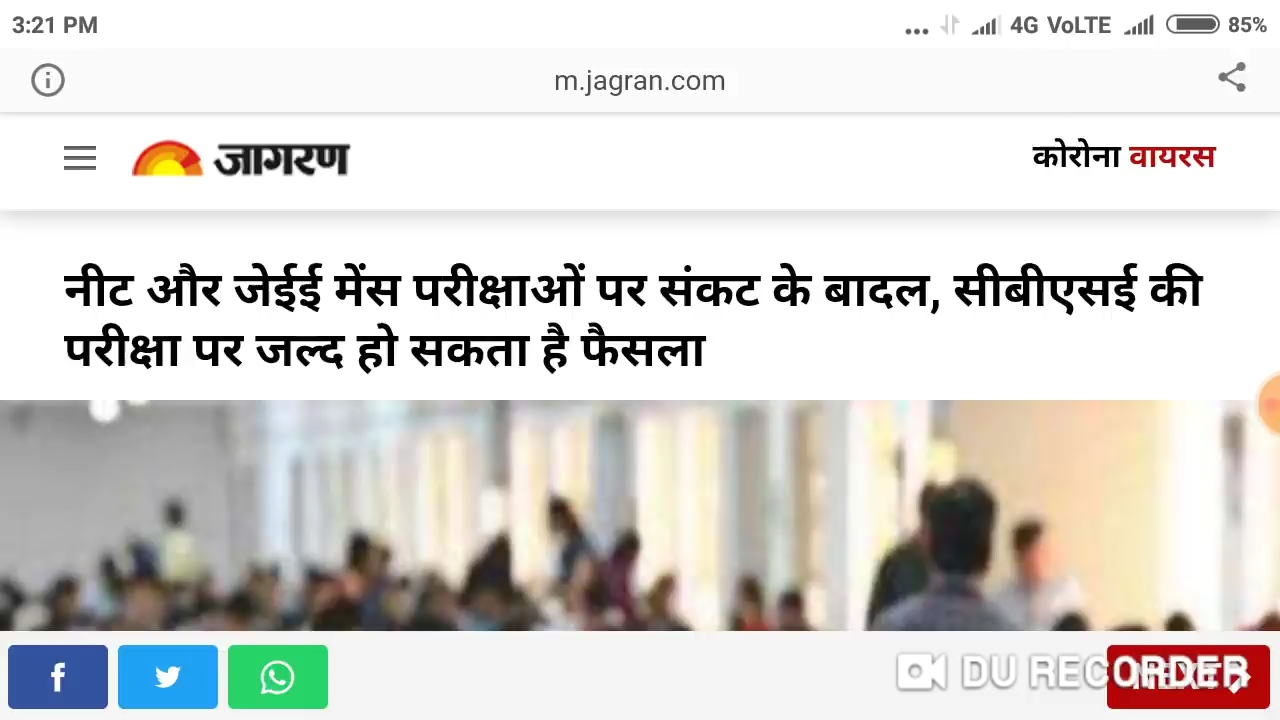 3:21 PM
... 4G VoLTE 85%
m.jagran.com
जागरण
कोरोना वायरस
नीट और जेईई मेंस परीक्षाओं पर संकट के बादल, सीबीएसई की
परीक्षा पर जल्द हो सकता है फैसला
DU RECORDER
NEXT